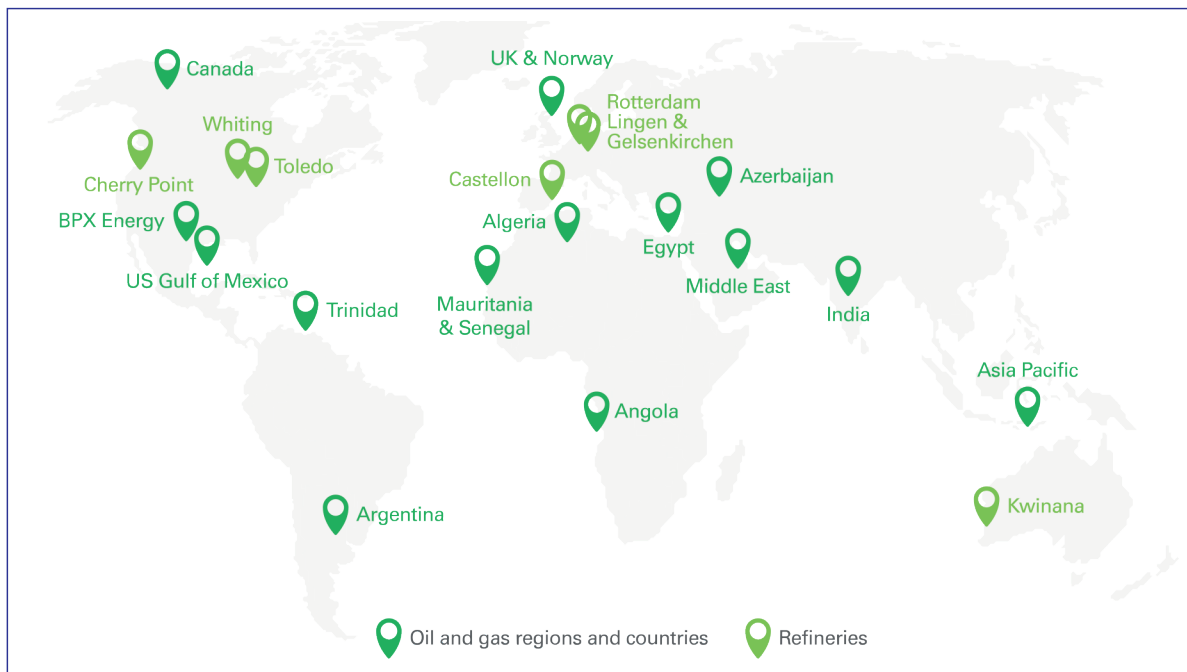 UK & Norway
Canada
Rotterdam
Lingen &
Gelsenkirchen
Whiting
Toledo
Cherry Point
Castellon
Azerbaijan
BPX Energy
Algeria
Egypt
US Gulf of Mexico
Middle East
Trinidad
Mauritania
& Senegal
India
Asia Pacific
Angola
Kwinana
Argentina
Oil and gas regions and countries
Refineries